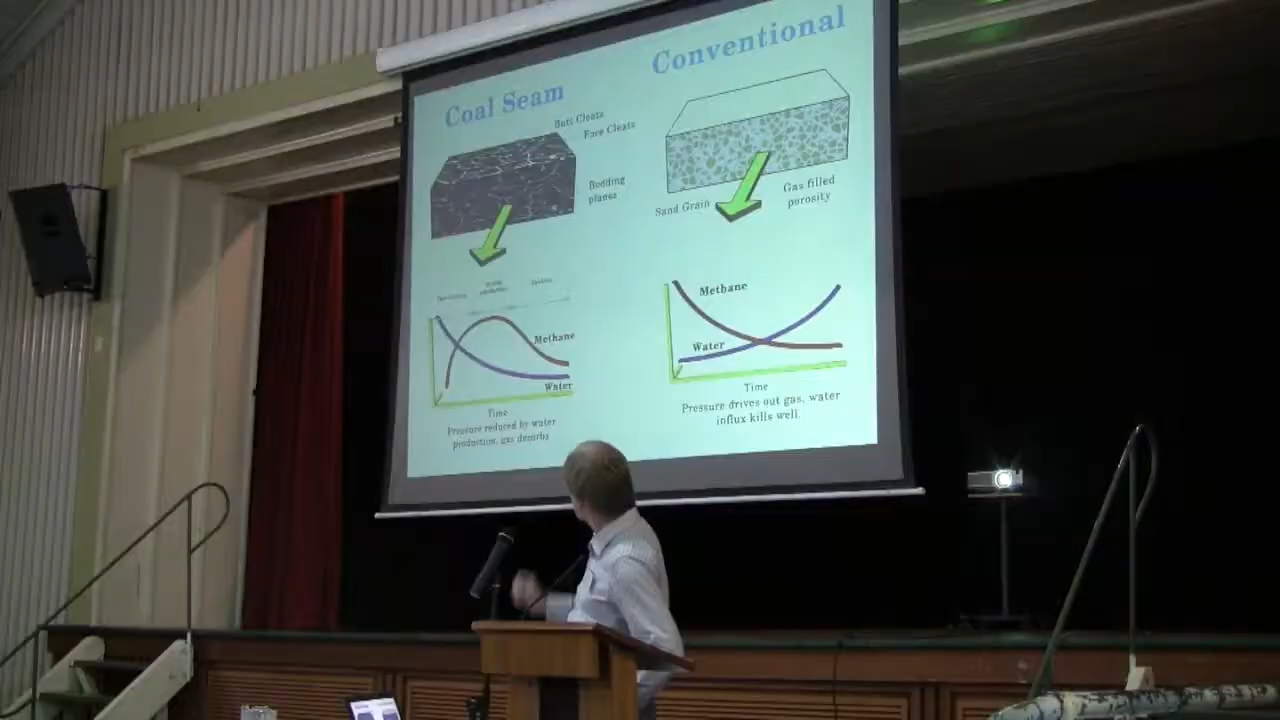 Coal Seam
Butt Cleats
Face Cleats
Bedding
planes
Methane
Water
Time
Pressure reduced by water
production, gas desorbs
Conventional
Sand Grain
Gas filled
porosity
Methane
Water
Time
Pressure drives out gas, water
influx kills well.